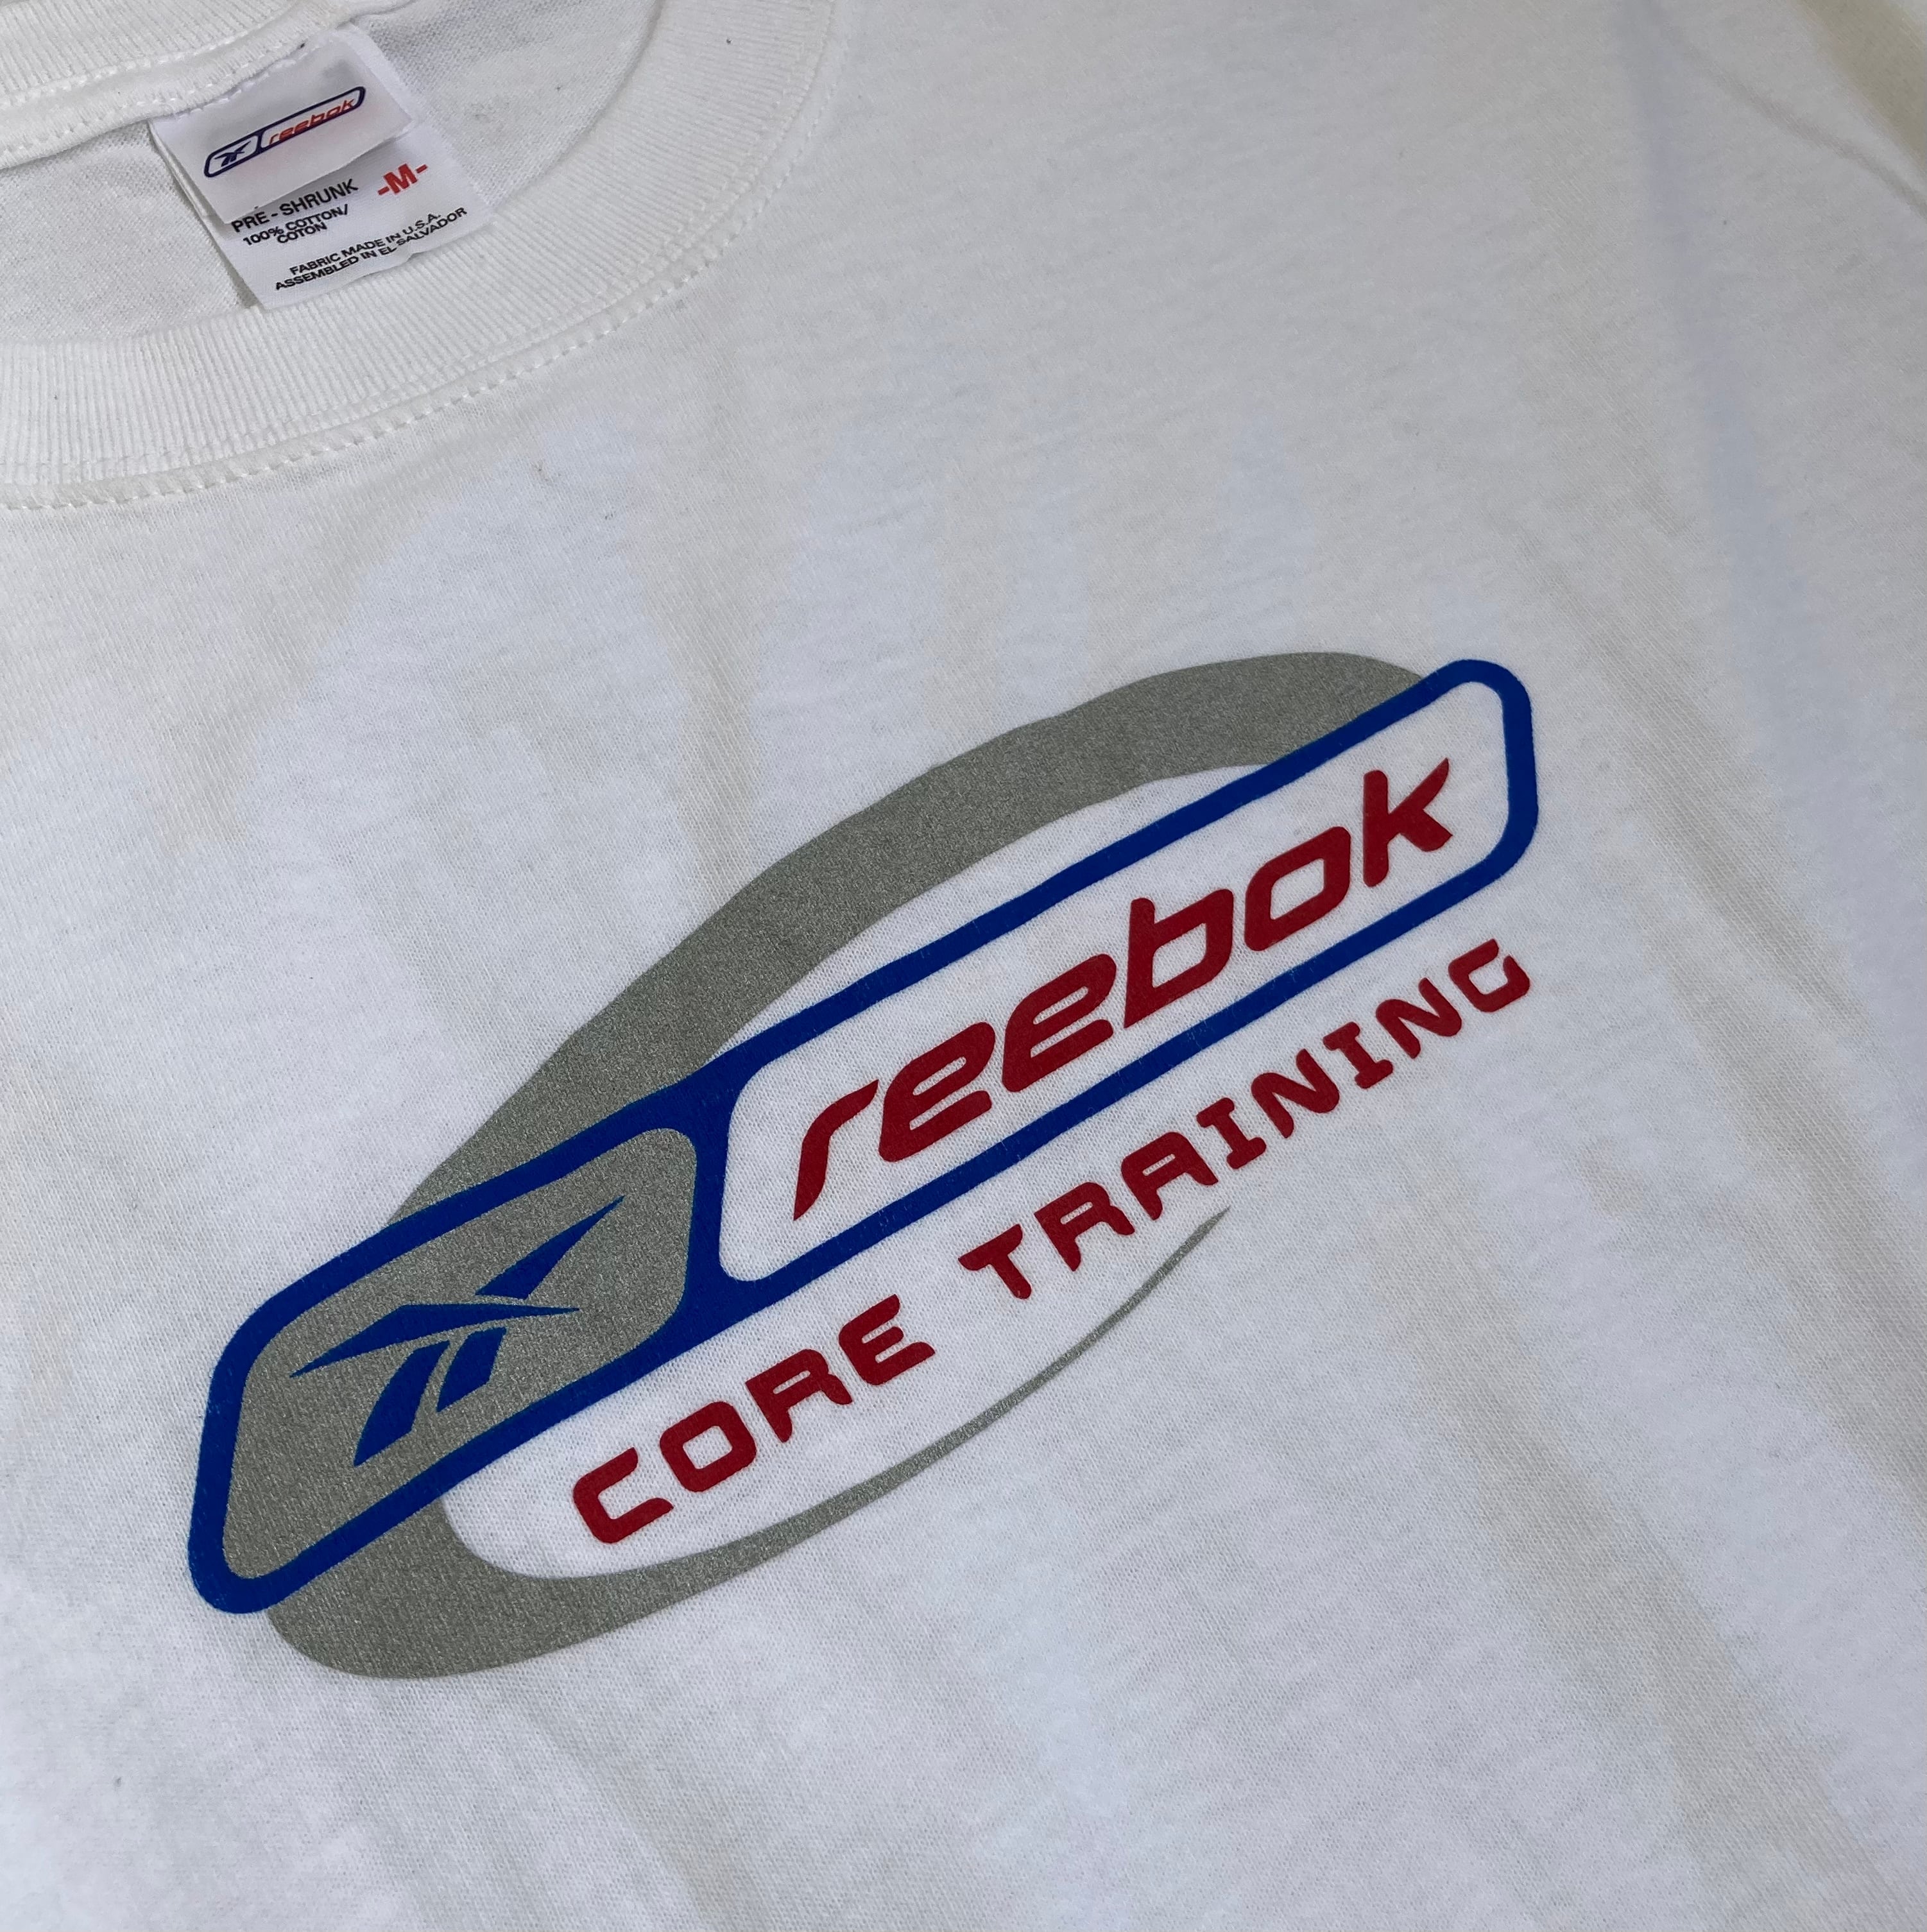 reebok
-M-
PRE-SHRUNK
100% COTTON/
COTON
FABRIC MADE IN U.S.A.
ASSEMBLED IN EL SALVADOR
reebok
CORE TRAINING